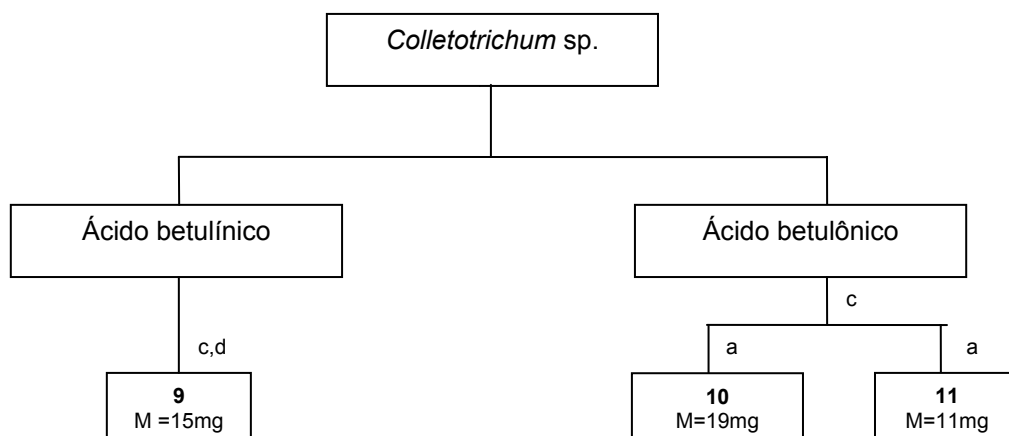 Colletotrichum sp.
Ácido betulínico
Ácido betulônico
c
c,d
a
a
9
M =15mg
10
M=19mg
11
M=11mg